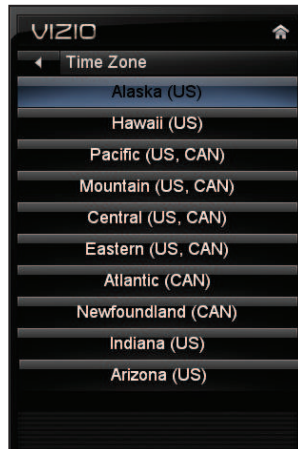 VIZIO
Time Zone
Alaska (US)
Hawaii (US)
Pacific (US, CAN)
Mountain (US, CAN)
Central (US, CAN)
Eastern (US, CAN)
Atlantic (CAN)
Newfoundland (CAN)
Indiana (US)
Arizona (US)